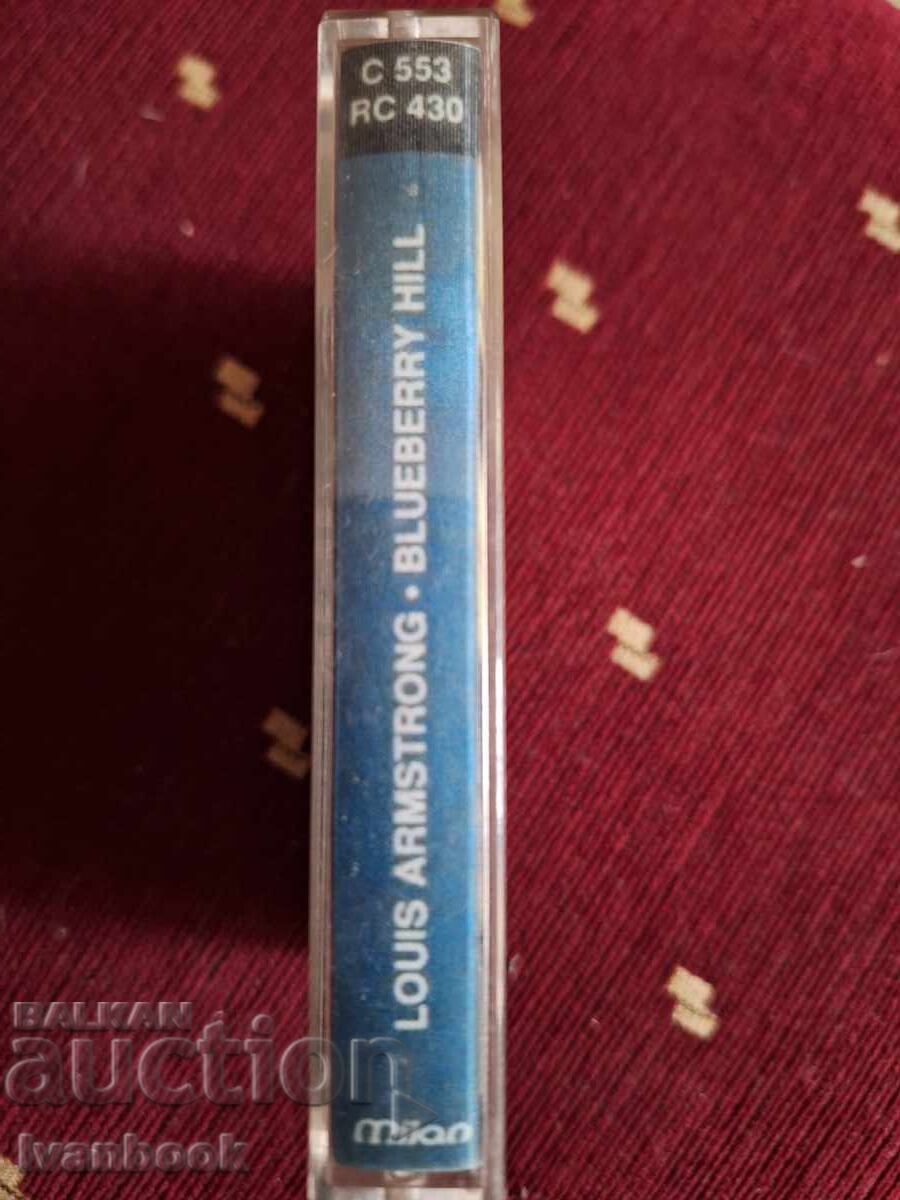 C 553
RC 430
LOUIS ARMSTRONG • BLUEBERRY HILL
Milan
BALKAN
auction
Ivanbook